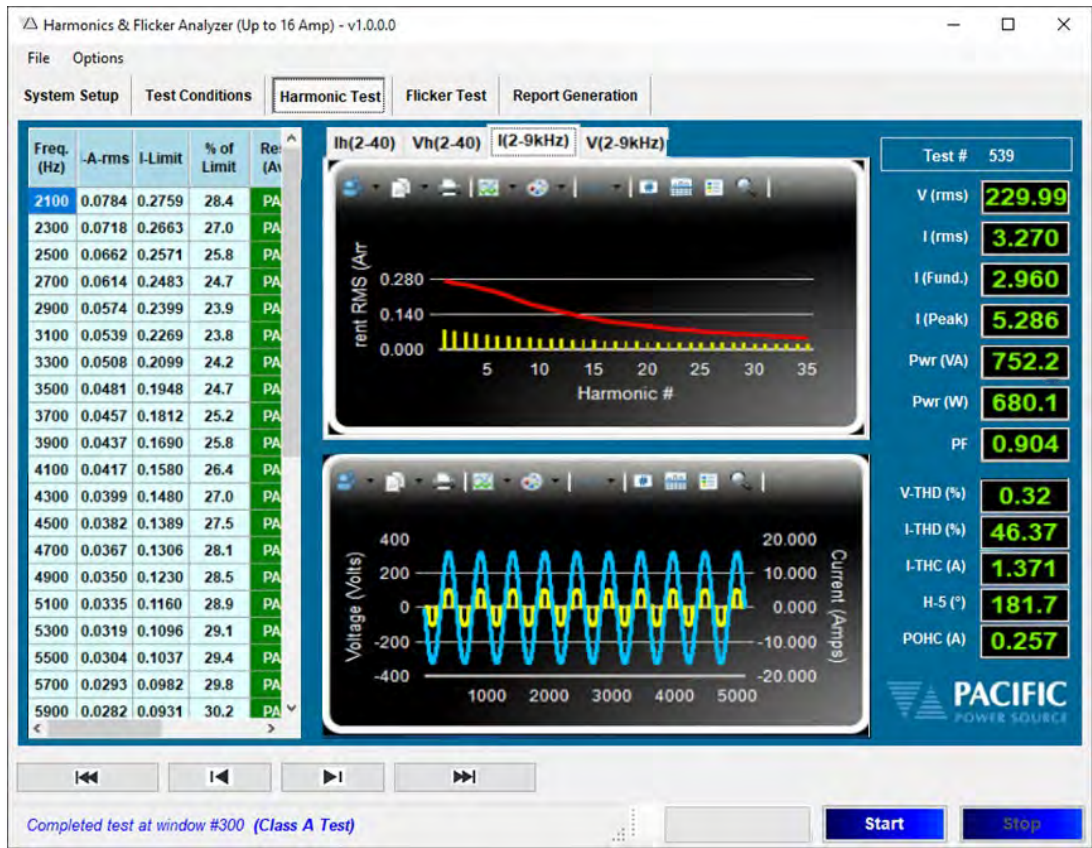 Harmonics & Flicker Analyzer (Up to 16 Amp) - v1.0.0.0
File Options
System Setup Test Conditions Harmonic Test Flicker Test Report Generation
Freq. (Hz) -A-rms I-Limit % of Limit Re: (Av
2100 0.0784 0.2759 28.4 PA
2300 0.0718 0.2663 27.0 PA
2500 0.0662 0.2571 25.8 PA
2700 0.0614 0.2483 24.7 PA
2900 0.0574 0.2399 23.9 PA
3100 0.0539 0.2269 23.8 PA
3300 0.0508 0.2099 24.2 PA
3500 0.0481 0.1948 24.7 PA
3700 0.0457 0.1812 25.2 PA
3900 0.0437 0.1690 25.8 PA
4100 0.0417 0.1580 26.4 PA
4300 0.0399 0.1480 27.0 PA
4500 0.0382 0.1389 27.5 PA
4700 0.0367 0.1306 28.1 PA
4900 0.0350 0.1230 28.5 PA
5100 0.0335 0.1160 28.9 PA
5300 0.0319 0.1096 29.1 PA
5500 0.0304 0.1037 29.4 PA
5700 0.0293 0.0982 29.8 PA
5900 0.0282 0.0931 30.2 PA
Ih(2-40) Vh(2-40) I(2-9kHz) V(2-9kHz)
rent RMS (Arr
0.280
0.140
0.000
5 10 15 20 25 30 35
Harmonic #
Voltage (Volts)
400
200
0
-200
-400
20.000
10.000
0.000
-10.000
-20.000
Current (Amps)
1000 2000 3000 4000 5000
Test # 539
V (rms) 229.99
I (rms) 3.270
I (Fund.) 2.960
I (Peak) 5.286
Pwr (VA) 752.2
Pwr (W) 680.1
PF 0.904
V-THD (%) 0.32
I-THD (%) 46.37
I-THC (A) 1.371
H-5 (°) 181.7
POHC (A) 0.257
PACIFIC
POWER SOURCE
Completed test at window #300 (Class A Test)
Start Stop